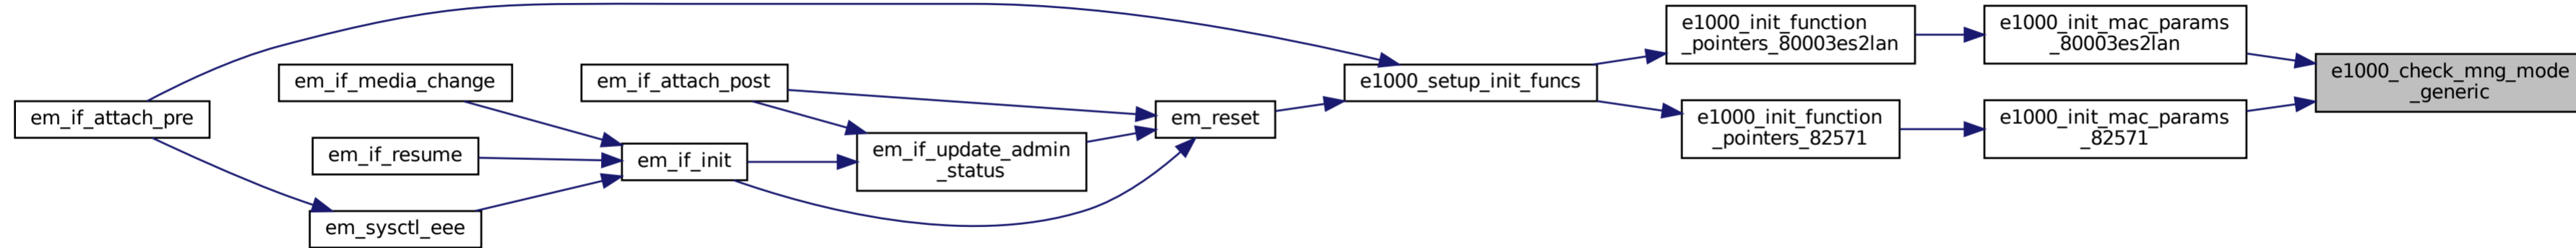 em_if_attach_pre
em_if_media_change
em_if_resume
em_sysctl_eee
em_if_attach_post
em_if_init
em_if_update_admin
_status
em_reset
e1000_setup_init_funcs
e1000_init_function
_pointers_80003es2lan
e1000_init_function
_pointers_82571
e1000_init_mac_params
_80003es2lan
e1000_init_mac_params
_82571
e1000_check_mng_mode
_generic